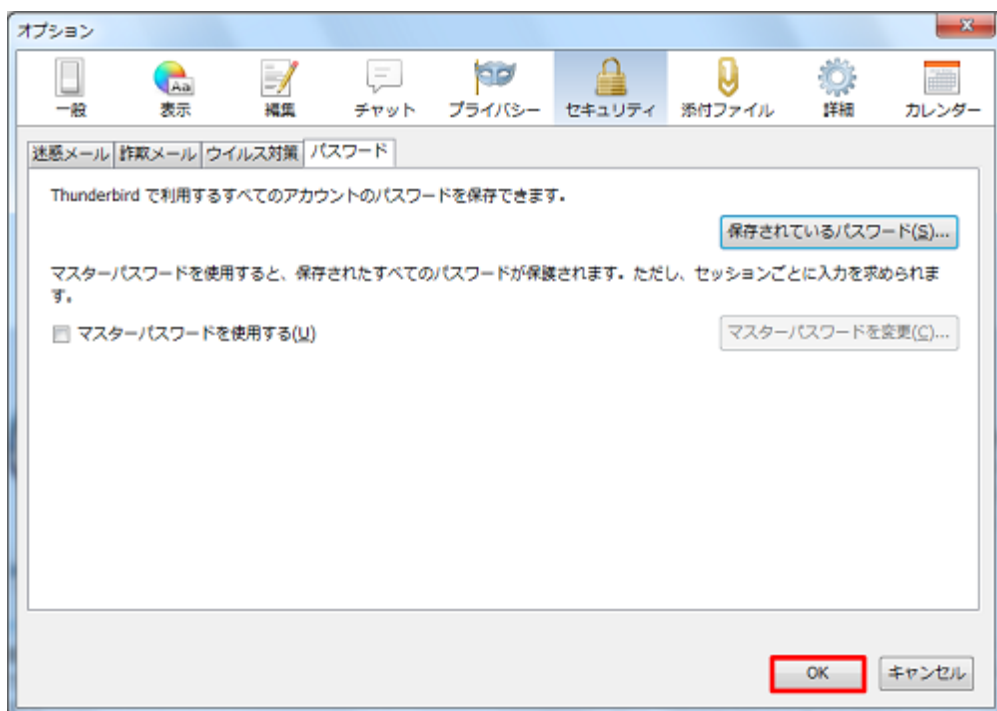 オプション
一般 表示 編集 チャット プライバシー セキュリティ 添付ファイル 詳細 カレンダー
迷惑メール 詐欺メール ウイルス対策 パスワード
Thunderbird で利用するすべてのアカウントのパスワードを保存できます。
保存されているパスワード(S)...
マスターパスワードを使用すると、保存されたすべてのパスワードが保護されます。ただし、セッションごとに入力を求められま
す。
マスターパスワードを使用する(U) マスターパスワードを変更(C)...
OK キャンセル